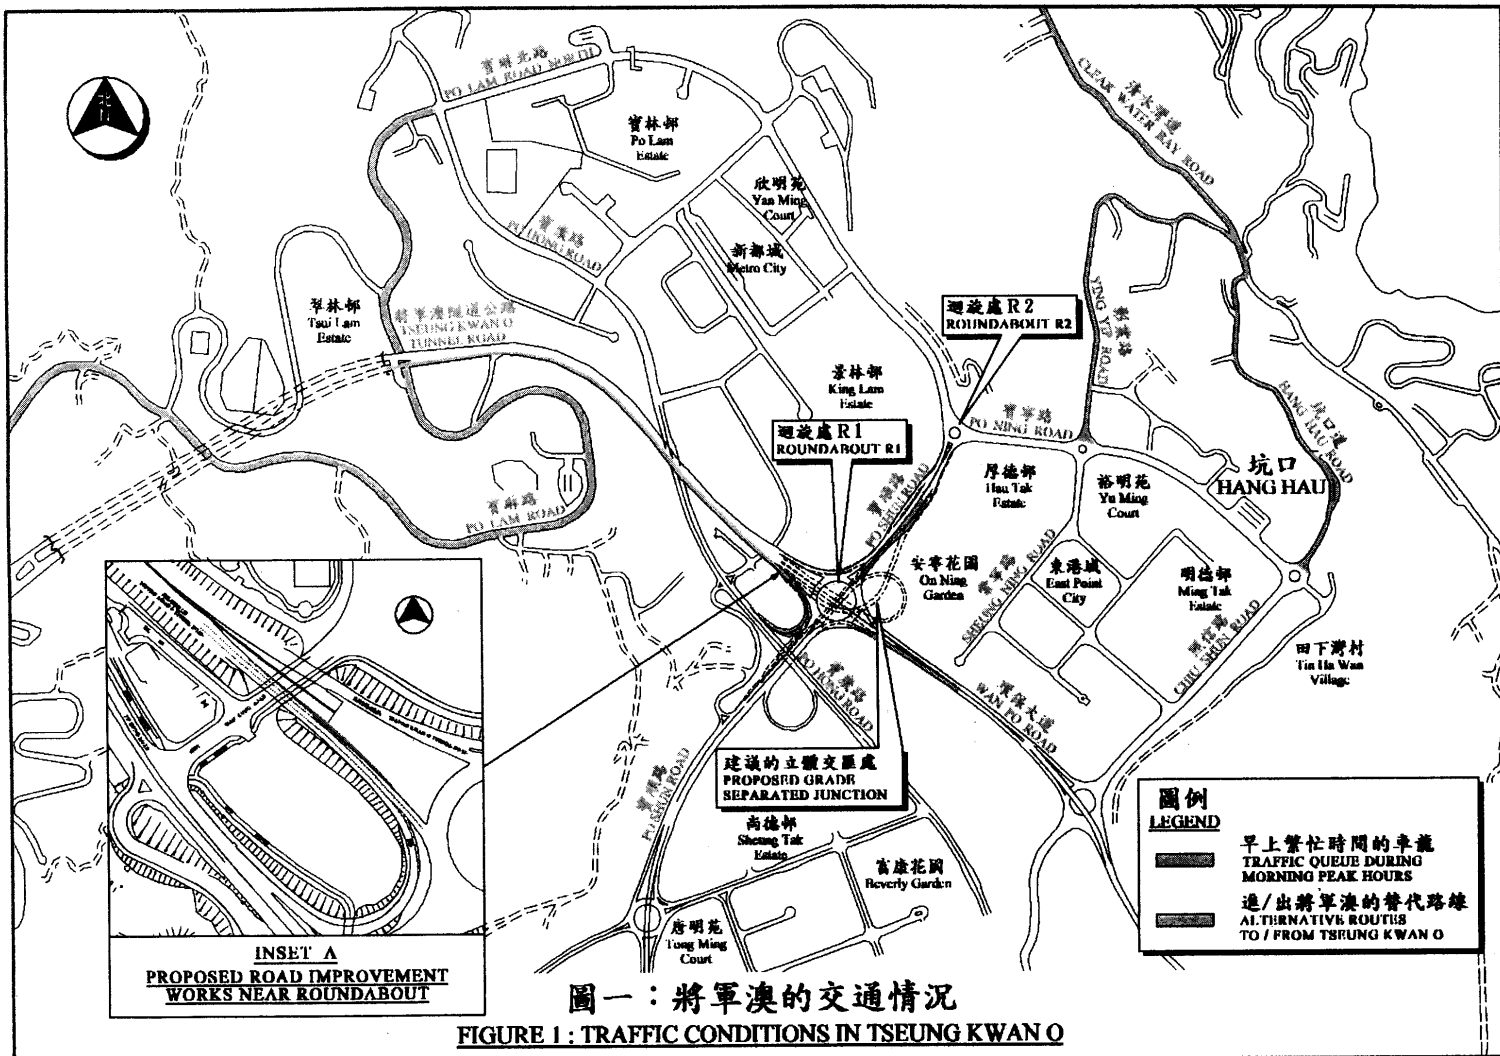 北
寶琳北路
PO LAM ROAD NORTH
清水灣道
CLEAR WATER BAY ROAD
寶林邨
Po Lam
Estate
欣明苑
Yan Ming
Court
寶康路
PO HONG ROAD
新都城
Metro City
翠林邨
Tsui Lam
Estate
將軍澳隧道公路
TSEUNG KWAN O
TUNNEL ROAD
迴旋處 R2
ROUNDABOUT R2
影業路
YING YIP ROAD
景林邨
King Lam
Estate
迴旋處 R1
ROUNDABOUT R1
寶寧路
PO NING ROAD
坑口道
HANG HAU ROAD
坑口
HANG HAU
厚德邨
Hau Tak
Estate
裕明苑
Yu Ming
Court
寶琳路
PO LAM ROAD
寶順路
PO SHUN ROAD
安寧花園
On Ning
Garden
常寧路
SHEUNG NING ROAD
東港城
East Point
City
明德邨
Ming Tak
Estate
昭信路
CHIU SHUN ROAD
田下灣村
Tin Ha Wan
Village
寶康路
PO HONG ROAD
環保大道
WAN PO ROAD
寶順路
PO SHUN ROAD
建議的立體交匯處
PROPOSED GRADE
SEPARATED JUNCTION
尚德邨
Sheung Tak
Estate
富康花園
Beverly Garden
唐明苑
Tong Ming
Court
INSET A
PROPOSED ROAD IMPROVEMENT
WORKS NEAR ROUNDABOUT
圖例
LEGEND
早上繁忙時間的車龍
TRAFFIC QUEUE DURING
MORNING PEAK HOURS
進/出將軍澳的替代路線
ALTERNATIVE ROUTES
TO / FROM TSEUNG KWAN O
圖一：將軍澳的交通情況
FIGURE 1 : TRAFFIC CONDITIONS IN TSEUNG KWAN O